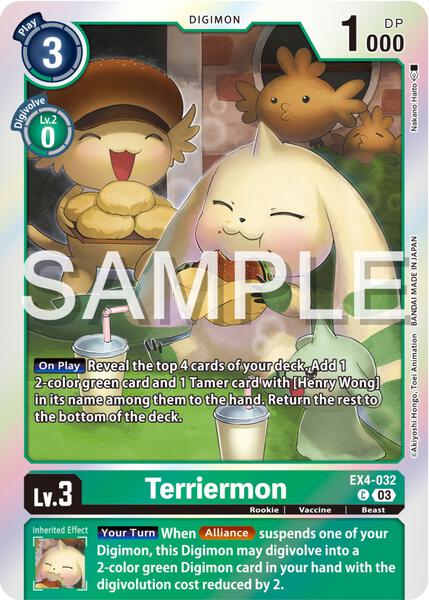 DIGIMON
Play
3
DP
1000
Digivolve
Lv.2
0
Nakano Haito
SAMPLE
©Akiyoshi Hongo, Toei Animation BANDAI MADE IN JAPAN
On Play Reveal the top 4 cards of your deck. Add 1
2-color green card and 1 Tamer card with [Henry Wong]
in its name among them to the hand. Return the rest to
the bottom of the deck.
Lv.3
Terriermon
EX4-032
C 03
Rookie | Vaccine | Beast
Inherited Effect
Your Turn When Alliance suspends one of your
Digimon, this Digimon may digivolve into a
2-color green Digimon card in your hand with the
digivolution cost reduced by 2.